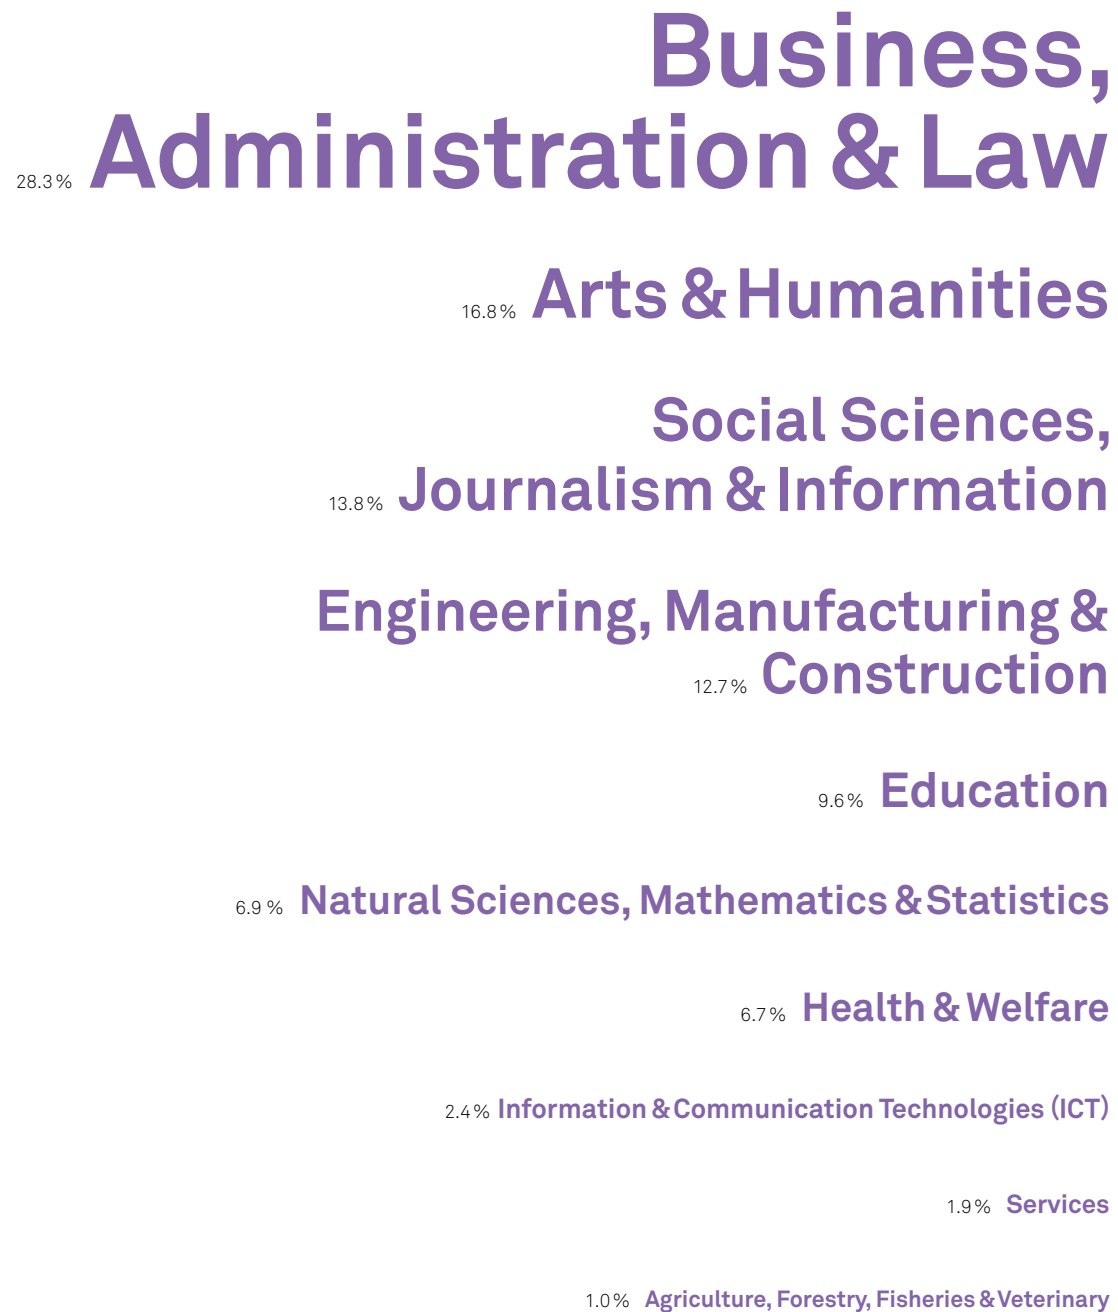 Business,
28.3% Administration & Law
16.8% Arts & Humanities
Social Sciences,
13.8% Journalism & Information
Engineering, Manufacturing &
12.7% Construction
9.6% Education
6.9 % Natural Sciences, Mathematics & Statistics
6.7% Health & Welfare
2.4% Information & Communication Technologies (ICT)
1.9% Services
1.0% Agriculture, Forestry, Fisheries & Veterinary